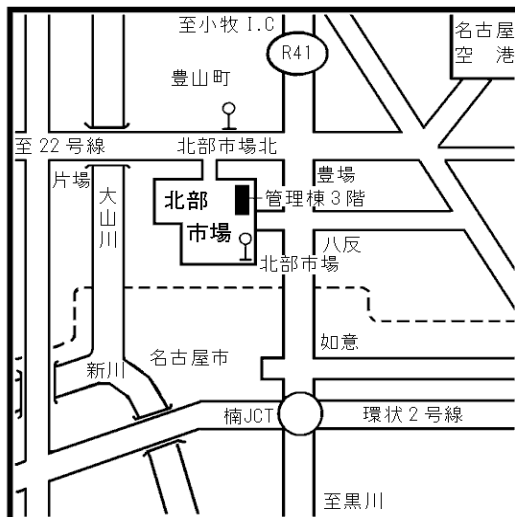 至小牧I.C
名古屋
空 港
R41
豊山町
至22号線
北部市場北
片場
豊場
大山川
北部
市場
管理棟3階
八反
北部市場
如意
名古屋市
新川
楠JCT
環状2号線
至黒川